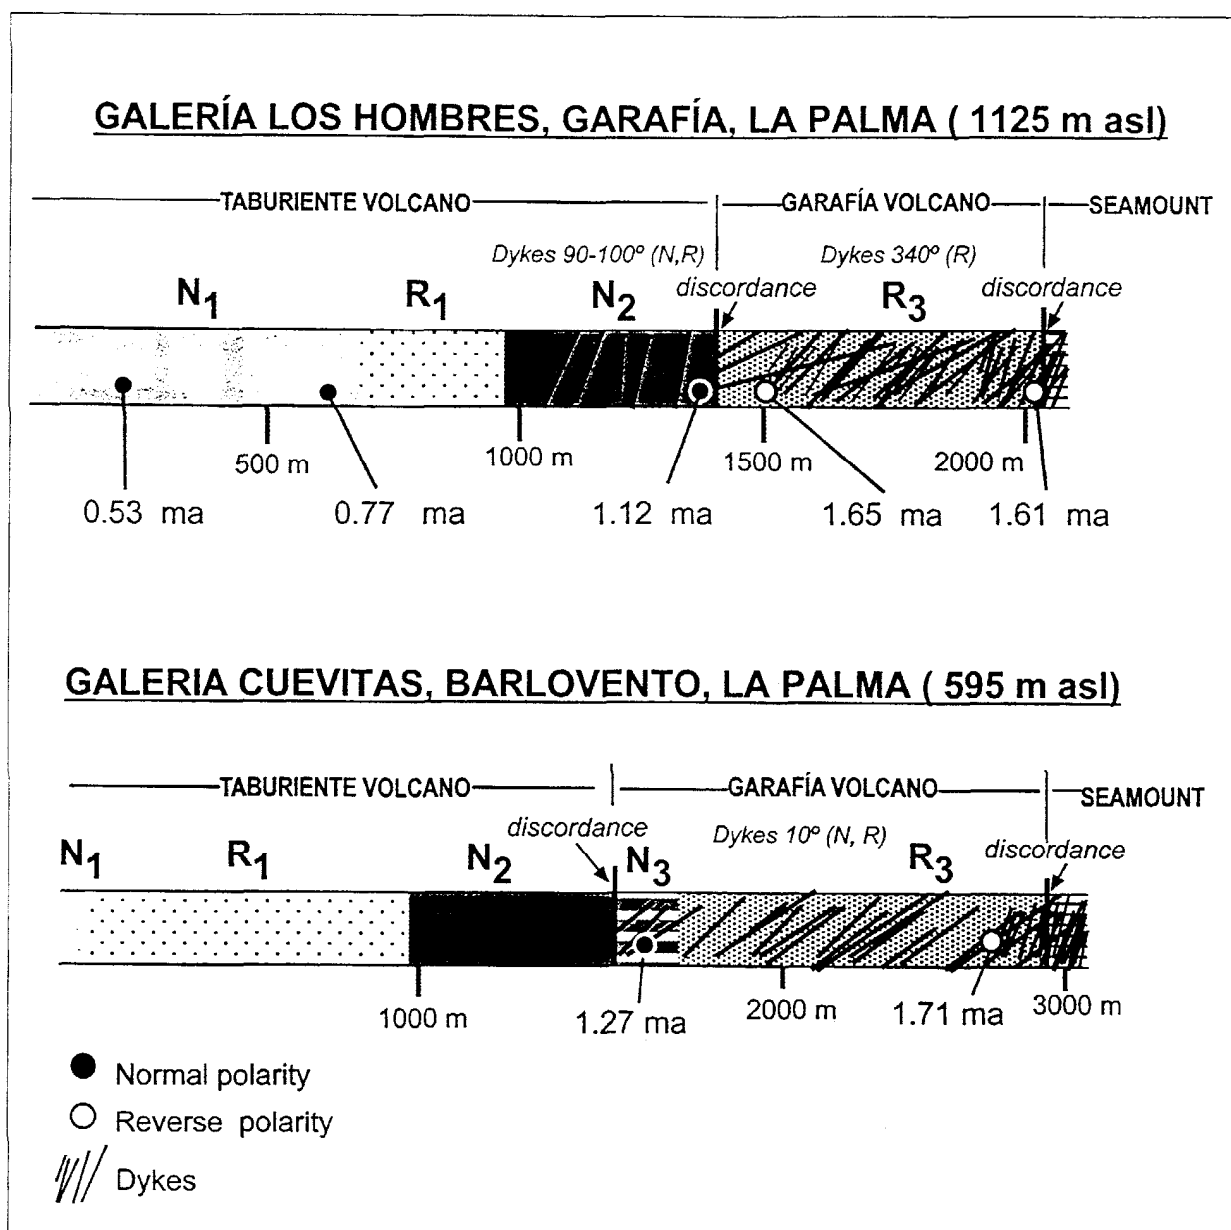 GALERÍA LOS HOMBRES, GARAFÍA, LA PALMA ( 1125 m asl)
TABURIENTE VOLCANO GARAFÍA VOLCANO SEAMOUNT
Dykes 90-100º (N,R) Dykes 340º (R)
N1 R1 N2 discordance R3 discordance
500 m 1000 m 1500 m 2000 m
0.53 ma 0.77 ma 1.12 ma 1.65 ma 1.61 ma
GALERIA CUEVITAS, BARLOVENTO, LA PALMA ( 595 m asl)
TABURIENTE VOLCANO GARAFÍA VOLCANO SEAMOUNT
discordance Dykes 10º (N, R)
N1 R1 N2 N3 R3 discordance
1000 m 1.27 ma 2000 m 1.71 ma 3000 m
Normal polarity
Reverse polarity
Dykes